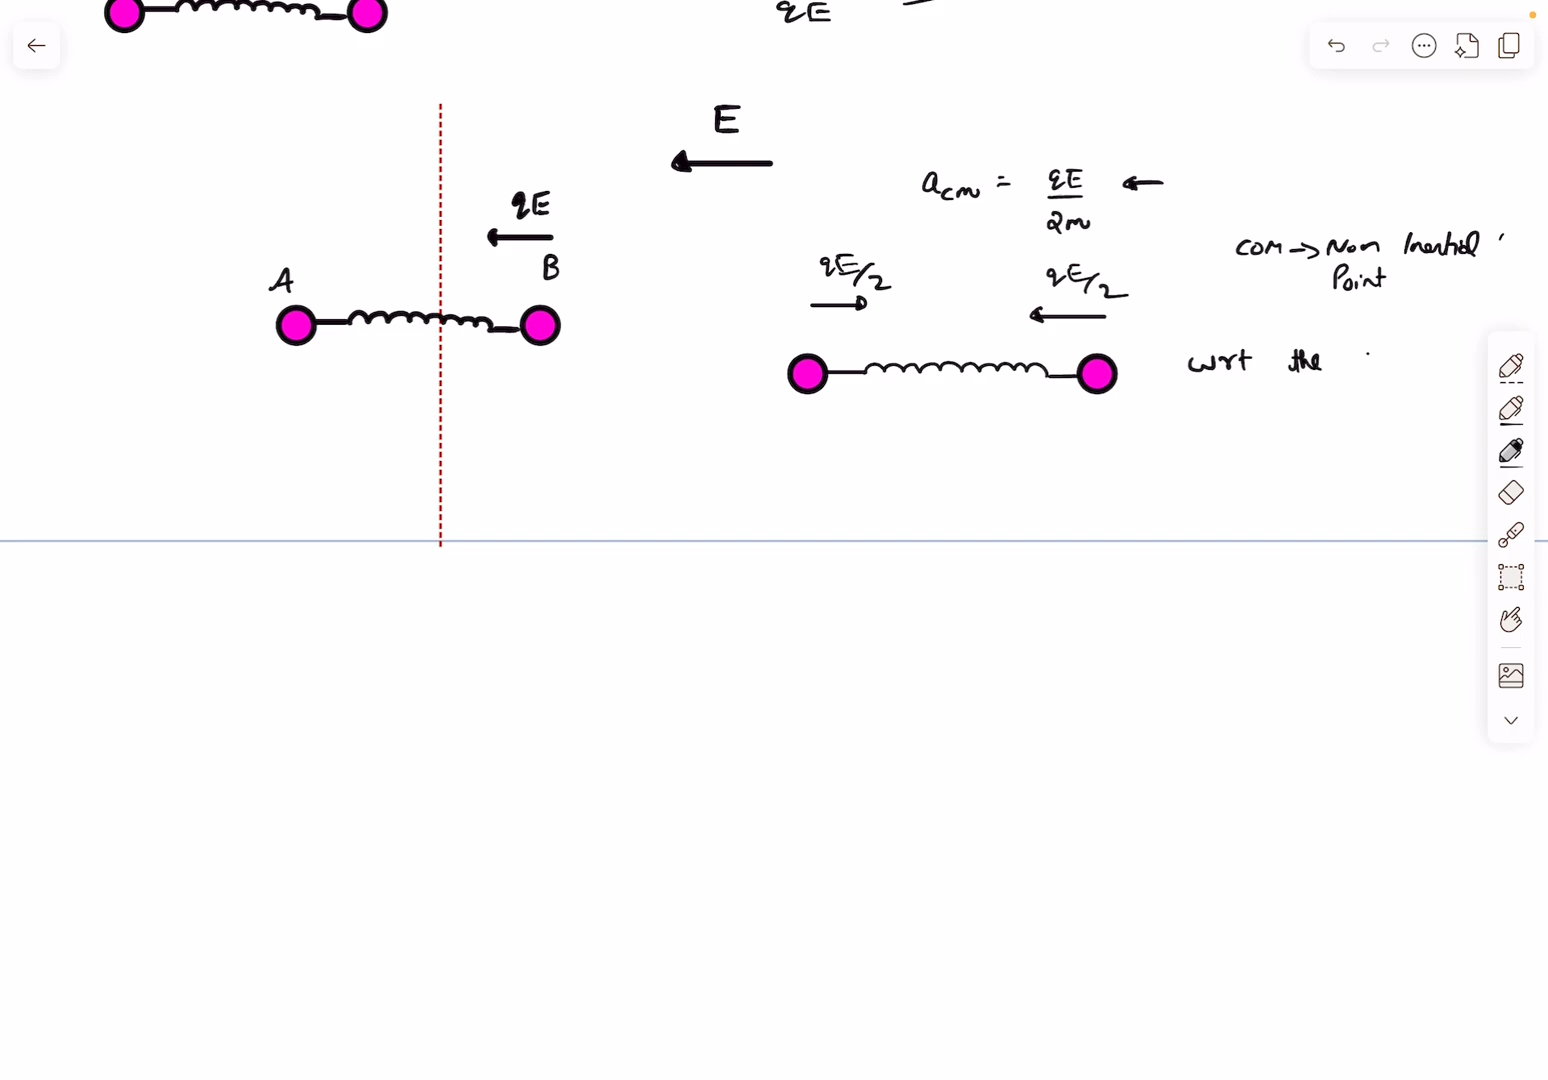 qE
E
a_cm = qE/2m ←
qE
COM → Non Inertial
Point
qE/2
qE/2
A
B
wrt the